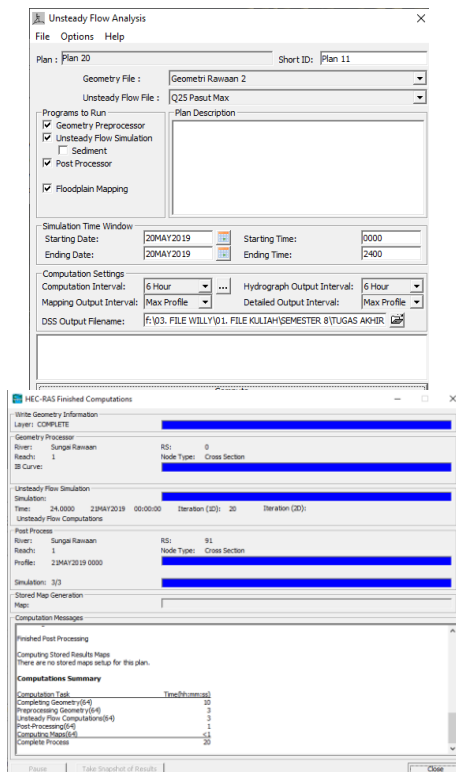 Unsteady Flow Analysis
File Options Help
Plan : Plan 20 Short ID: Plan 11
Geometry File : Geometri Rawaan 2
Unsteady Flow File : Q25 Pasut Max
Programs to Run
Geometry Preprocessor
Unsteady Flow Simulation
Sediment
Post Processor
Floodplain Mapping
Plan Description
Simulation Time Window
Starting Date: 20MAY2019 Starting Time: 0000
Ending Date: 20MAY2019 Ending Time: 2400
Computation Settings
Computation Interval: 6 Hour ... Hydrograph Output Interval: 6 Hour
Mapping Output Interval: Max Profile Detailed Output Interval: Max Profile
DSS Output Filename: f:\03. FILE WILLY\01. FILE KULIAH\SEMESTER 8\TUGAS AKHIR
HEC-RAS Finished Computations
Write Geometry Information
Layer: COMPLETE
Geometry Processor
River: Sungai Rawaan RS: 0
Reach: 1 Node Type: Cross Section
IB Curve:
Unsteady Flow Simulation
Simulation:
Time: 24.0000 21MAY2019 00:00:00 Iteration (1D): 20 Iteration (2D):
Unsteady Flow Computations
Post Process
River: Sungai Rawaan RS: 91
Reach: 1 Node Type: Cross Section
Profile: 21MAY2019 0000
Simulation: 3/3
Stored Map Generation
Map:
Computation Messages
Finished Post Processing
Computing Stored Results Maps
There are no stored maps setup for this plan.
Computations Summary
Computation Task Time(hh:mm:ss)
Completing Geometry(64) 10
Preprocessing Geometry(64) 3
Unsteady Flow Computations(64) 3
Post-Processing(64) 1
Computing Maps(64) <1
Complete Process 20
Pause Take Snapshot of Results Close